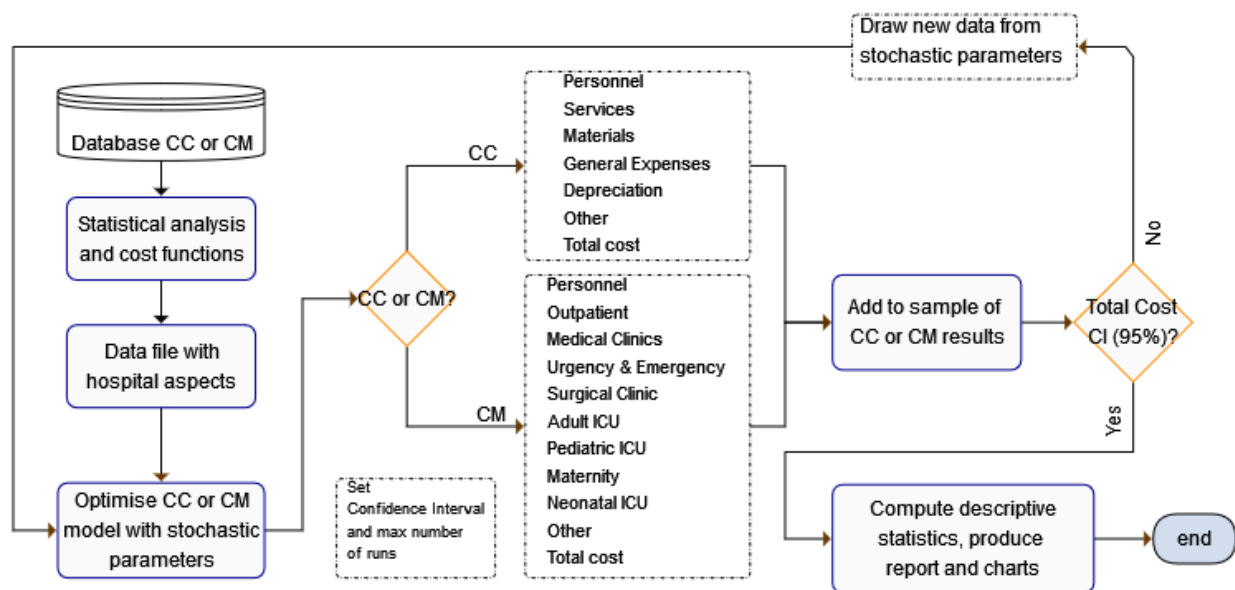 Draw new data from
stochastic parameters
Database CC or CM
Statistical analysis
and cost functions
Data file with
hospital aspects
Optimise CC or CM
model with stochastic
parameters
CC or CM?
CC
CM
Personnel
Services
Materials
General Expenses
Depreciation
Other
Total cost
Personnel
Outpatient
Medical Clinics
Urgency & Emergency
Surgical Clinic
Adult ICU
Pediatric ICU
Maternity
Neonatal ICU
Other
Total cost
Set
Confidence Interval
and max number
of runs
Add to sample of
CC or CM results
Total Cost
CI (95%)?
No
Yes
Compute descriptive
statistics, produce
report and charts
end